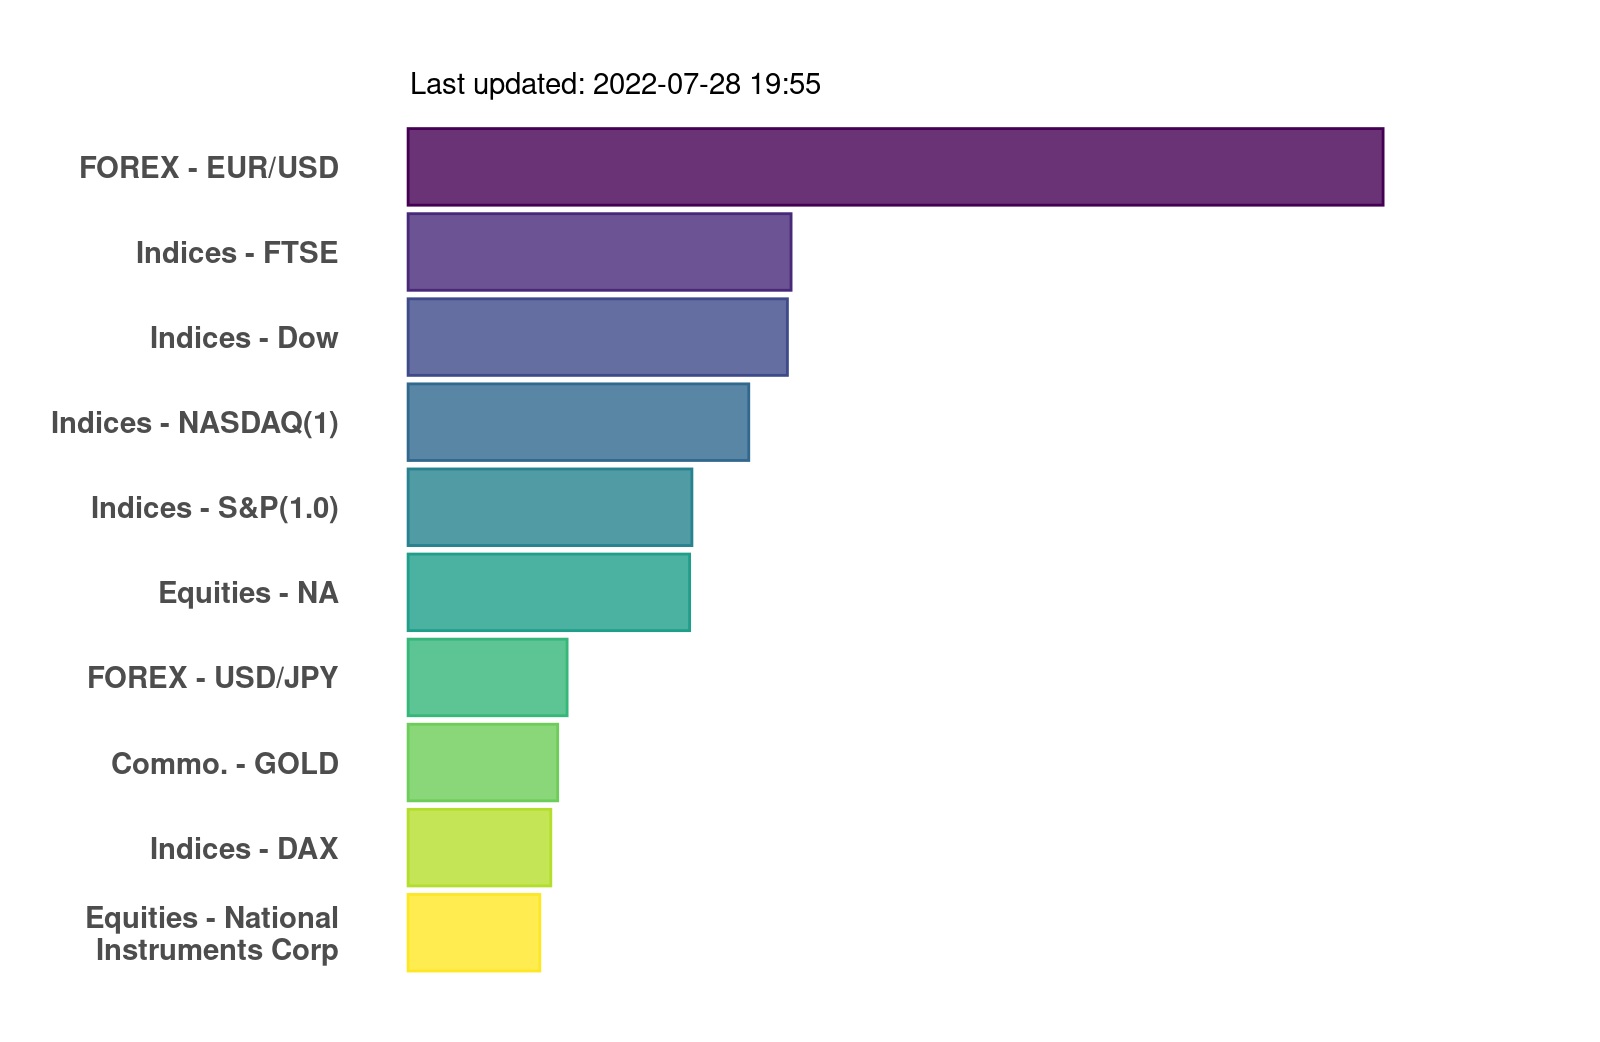 Last updated: 2022-07-28 19:55
FOREX - EUR/USD
Indices - FTSE
Indices - Dow
Indices - NASDAQ(1)
Indices - S&P(1.0)
Equities - NA
FOREX - USD/JPY
Commo. - GOLD
Indices - DAX
Equities - National
Instruments Corp